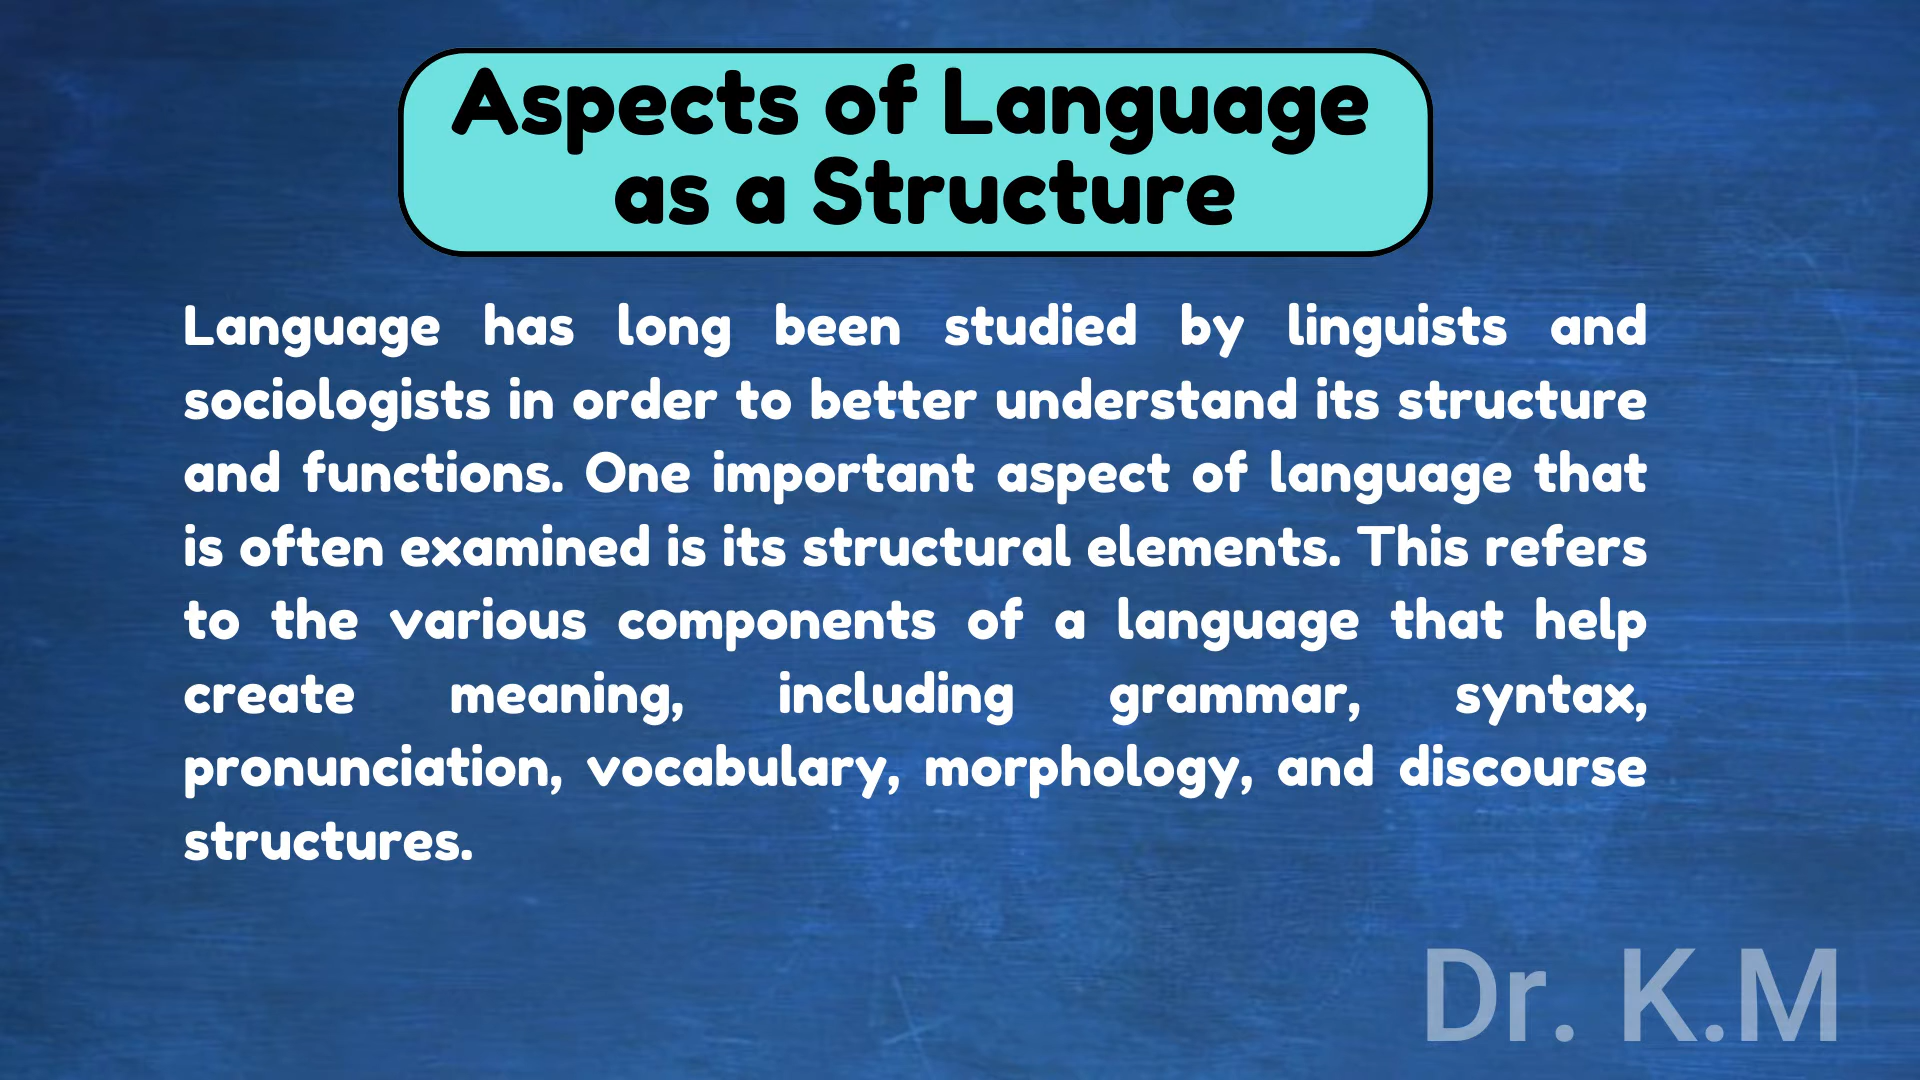 Aspects of Language
as a Structure
Language has long been studied by linguists and
sociologists in order to better understand its structure
and functions. One important aspect of language that
is often examined is its structural elements. This refers
to the various components of a language that help
create meaning, including grammar, syntax,
pronunciation, vocabulary, morphology, and discourse
structures.
Dr. K.M